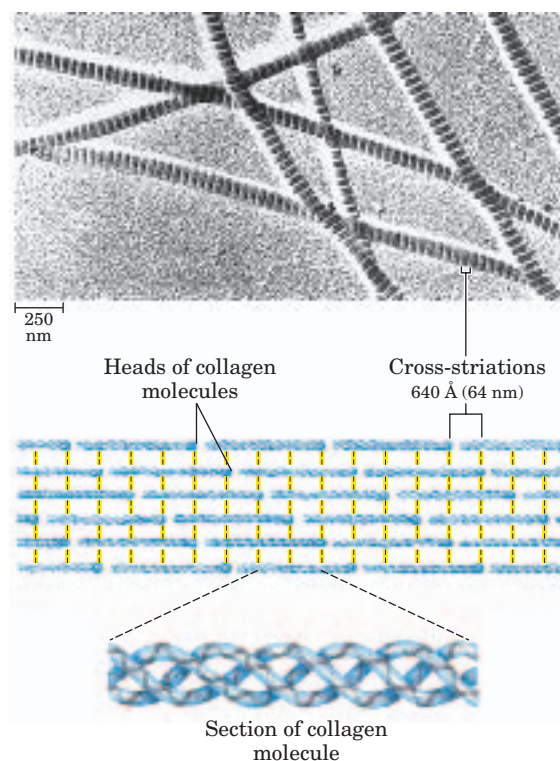 250
nm
Heads of collagen
molecules
Cross-striations
640 Å (64 nm)
Section of collagen
molecule